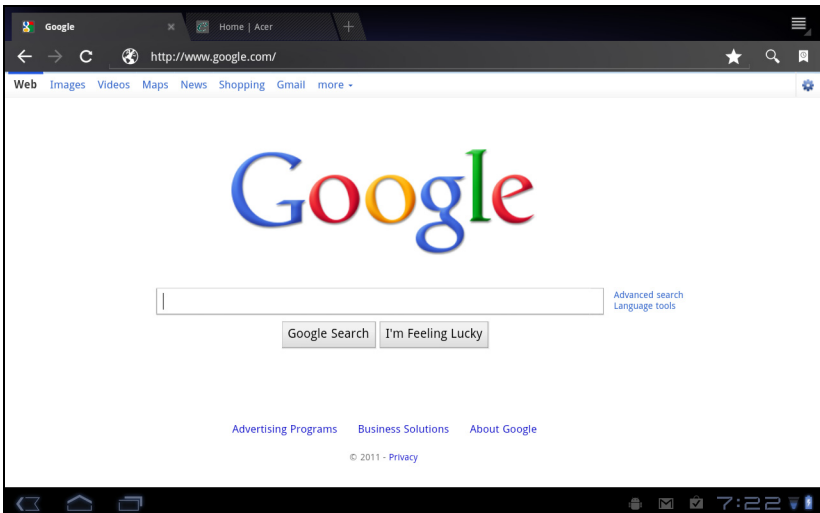 Google
Home | Acer
http://www.google.com/
Web Images Videos Maps News Shopping Gmail more
Google
Advanced search
Language tools
Google Search I'm Feeling Lucky
Advertising Programs Business Solutions About Google
© 2011 - Privacy
7:22